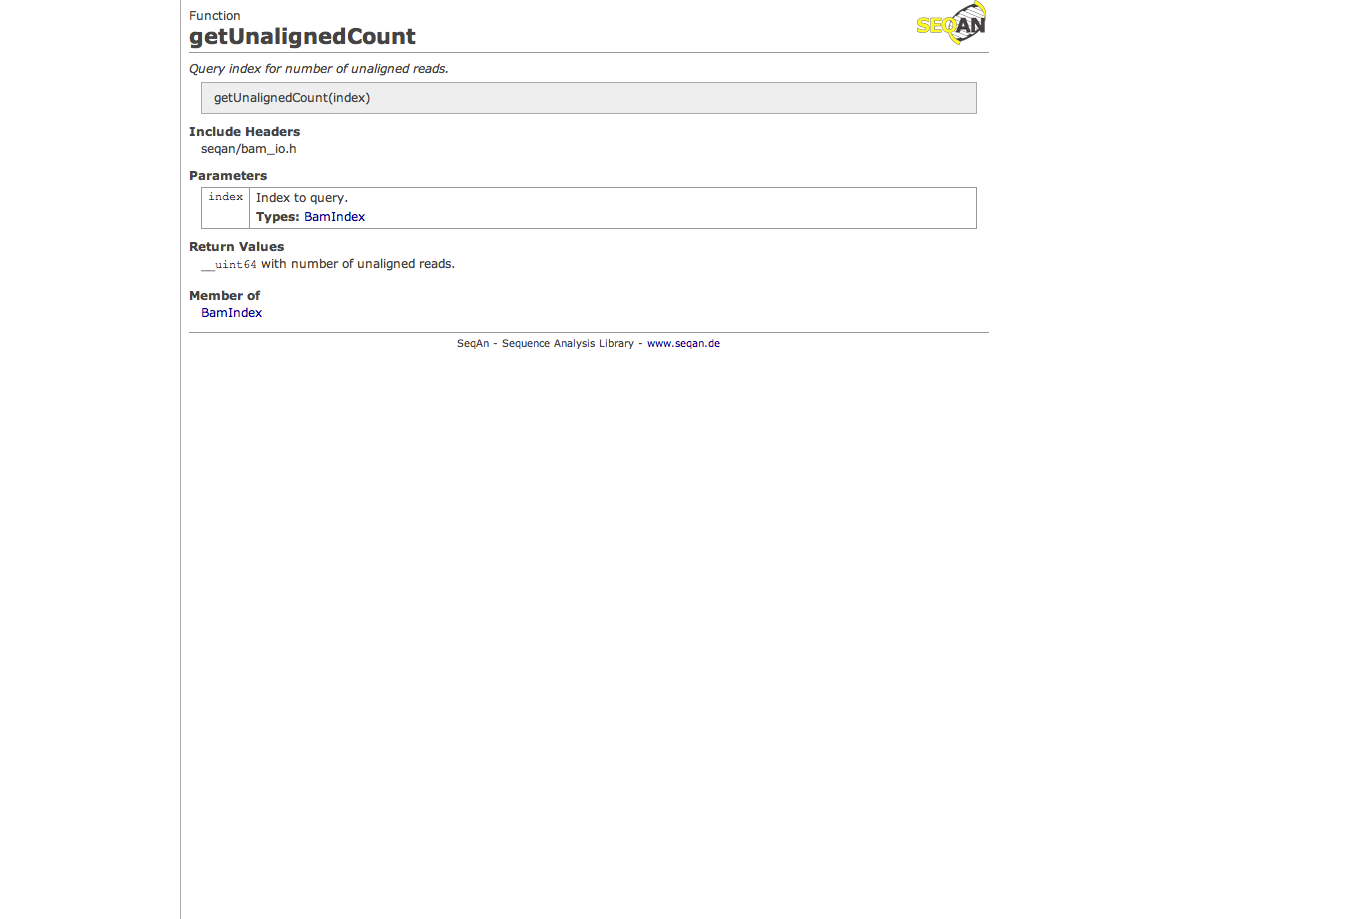 Function
SEQAN
getUnalignedCount
Query index for number of unaligned reads.
getUnalignedCount(index)
Include Headers
seqan/bam_io.h
Parameters
index Index to query.
Types: BamIndex
Return Values
__uint64 with number of unaligned reads.
Member of
BamIndex
SeqAn - Sequence Analysis Library - www.seqan.de